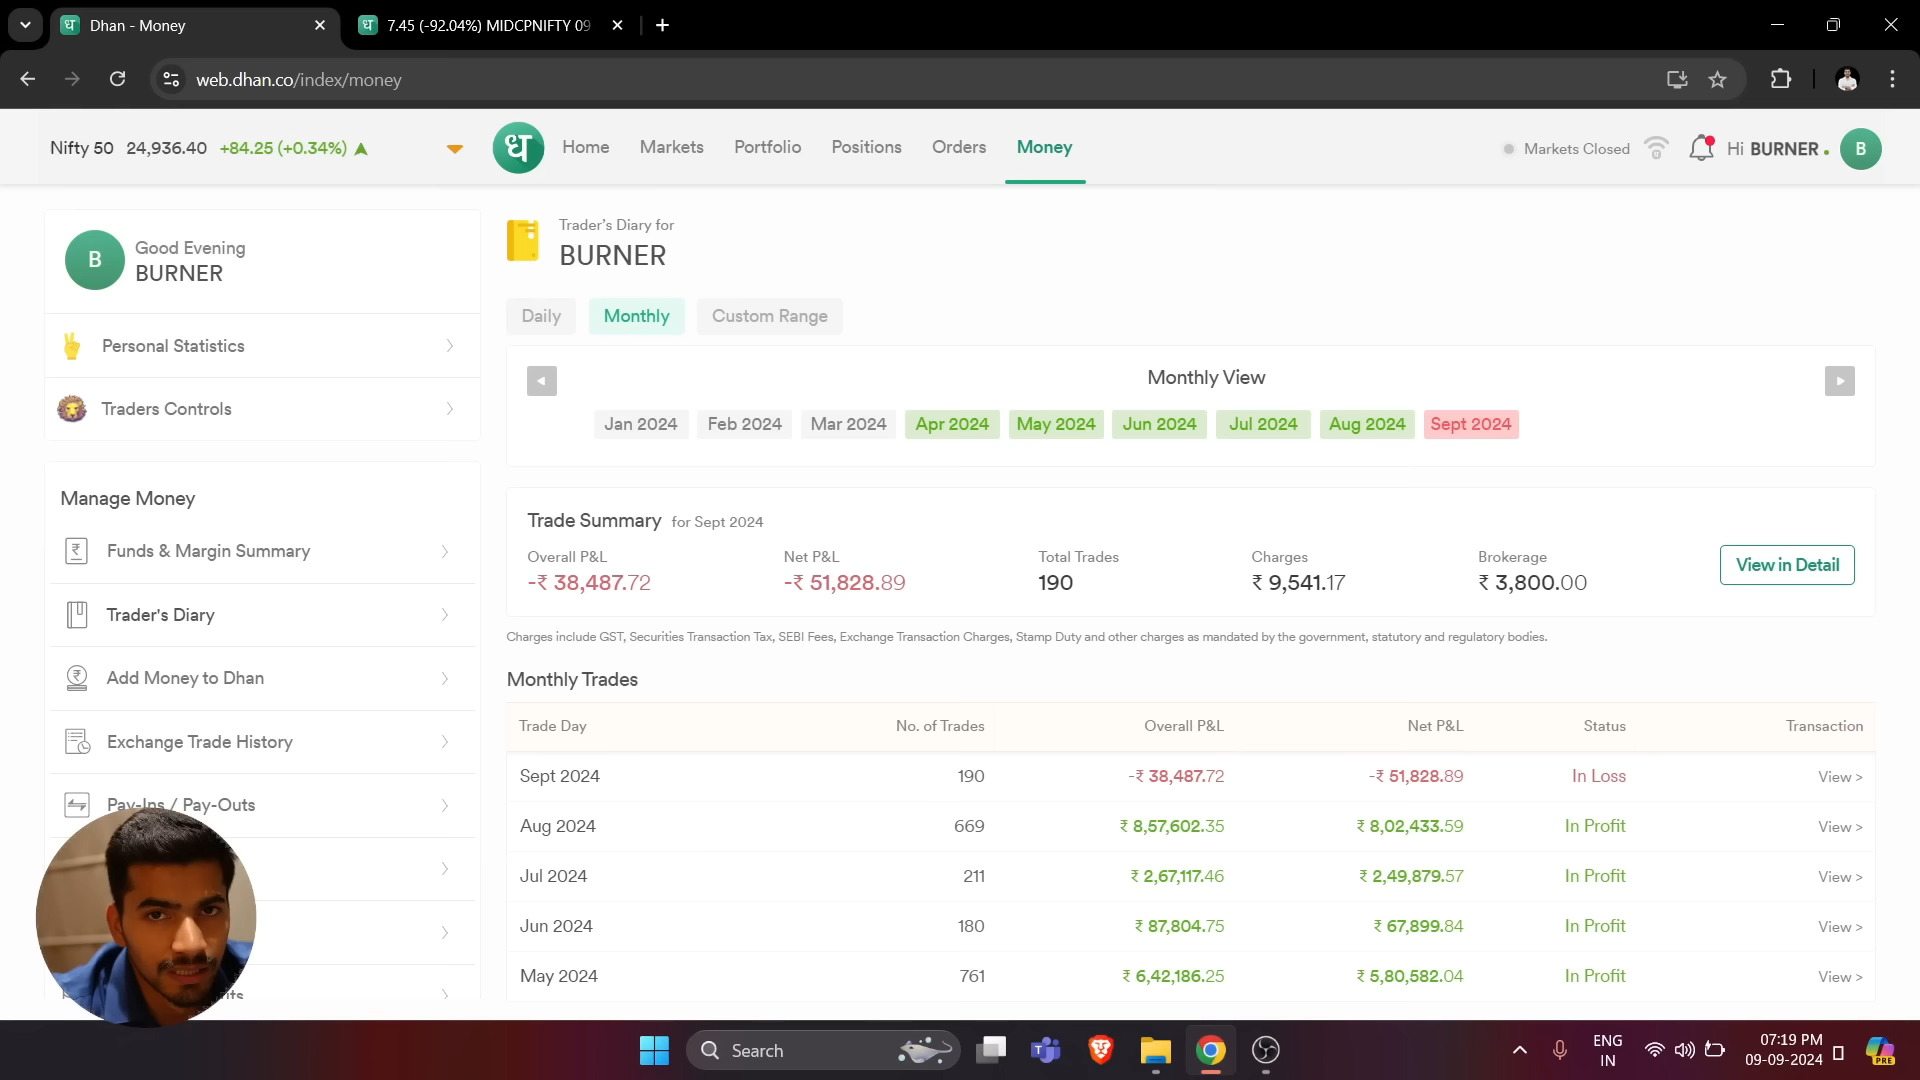 Dhan - Money
7.45 (-92.04%) MIDCPNIFTY 09
web.dhan.co/index/money
Nifty 50 24,936.40 +84.25 (+0.34%)
ध
Home Markets Portfolio Positions Orders Money
Markets Closed
Hi BURNER
B
B
Good Evening
BURNER
Personal Statistics
Traders Controls
Manage Money
Funds & Margin Summary
Trader's Diary
Add Money to Dhan
Exchange Trade History
Pay-Ins / Pay-Outs
Trader's Diary for
BURNER
Daily Monthly Custom Range
Monthly View
Jan 2024 Feb 2024 Mar 2024 Apr 2024 May 2024 Jun 2024 Jul 2024 Aug 2024 Sept 2024
Trade Summary for Sept 2024
Overall P&L Net P&L Total Trades Charges Brokerage
-₹ 38,487.72 -₹ 51,828.89 190 ₹ 9,541.17 ₹ 3,800.00
View in Detail
Charges include GST, Securities Transaction Tax, SEBI Fees, Exchange Transaction Charges, Stamp Duty and other charges as mandated by the government, statutory and regulatory bodies.
Monthly Trades
Trade Day No. of Trades Overall P&L Net P&L Status Transaction
Sept 2024 190 -₹ 38,487.72 -₹ 51,828.89 In Loss View >
Aug 2024 669 ₹ 8,57,602.35 ₹ 8,02,433.59 In Profit View >
Jul 2024 211 ₹ 2,67,117.46 ₹ 2,49,879.57 In Profit View >
Jun 2024 180 ₹ 87,804.75 ₹ 67,899.84 In Profit View >
May 2024 761 ₹ 6,42,186.25 ₹ 5,80,582.04 In Profit View >
Search
ENG
IN
07:19 PM
09-09-2024
PRE